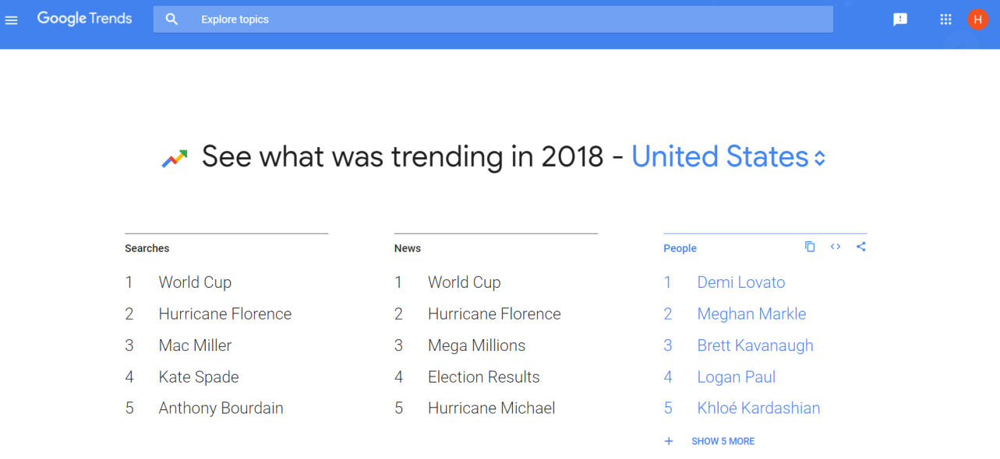 Google Trends
Explore topics
H
See what was trending in 2018 - United States
Searches
1 World Cup
2 Hurricane Florence
3 Mac Miller
4 Kate Spade
5 Anthony Bourdain
News
1 World Cup
2 Hurricane Florence
3 Mega Millions
4 Election Results
5 Hurricane Michael
People
1 Demi Lovato
2 Meghan Markle
3 Brett Kavanaugh
4 Logan Paul
5 Khloé Kardashian
+ SHOW 5 MORE